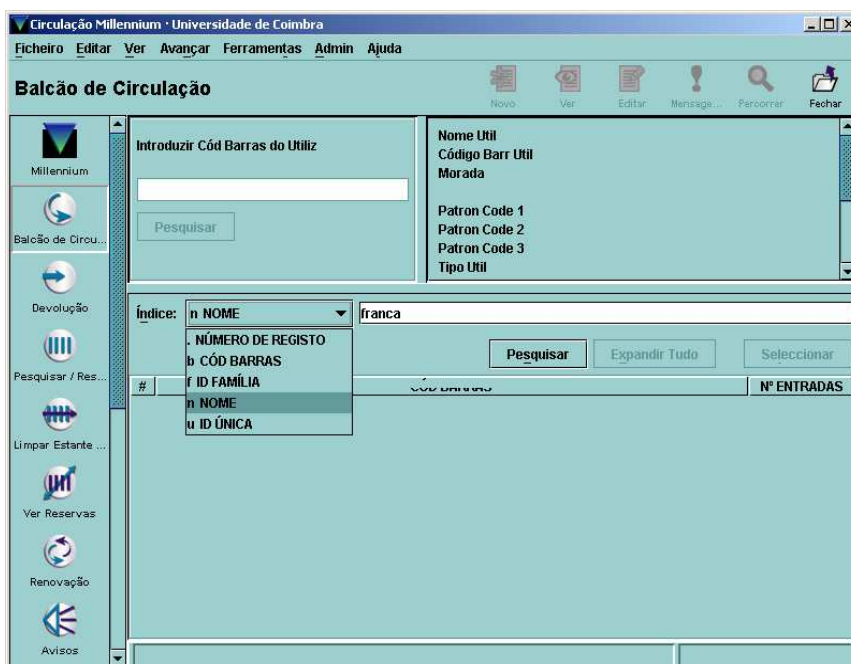 Circulação Millennium · Universidade de Coimbra
Ficheiro Editar Ver Avançar Ferramentas Admin Ajuda
Balcão de Circulação
Novo Ver Editar Mensage... Percorrer Fechar
Millennium
Balcão de Circu...
Devolução
Pesquisar / Res...
Limpar Estante ...
Ver Reservas
Renovação
Avisos
Introduzir Cód Barras do Utiliz
Pesquisar
Nome Util
Código Barr Util
Morada
Patron Code 1
Patron Code 2
Patron Code 3
Tipo Util
Índice: n NOME franca
. NÚMERO DE REGISTO
b CÓD BARRAS
f ID FAMÍLIA
n NOME
u ID ÚNICA
Pesquisar Expandir Tudo Seleccionar
# CÓD BARRAS Nº ENTRADAS